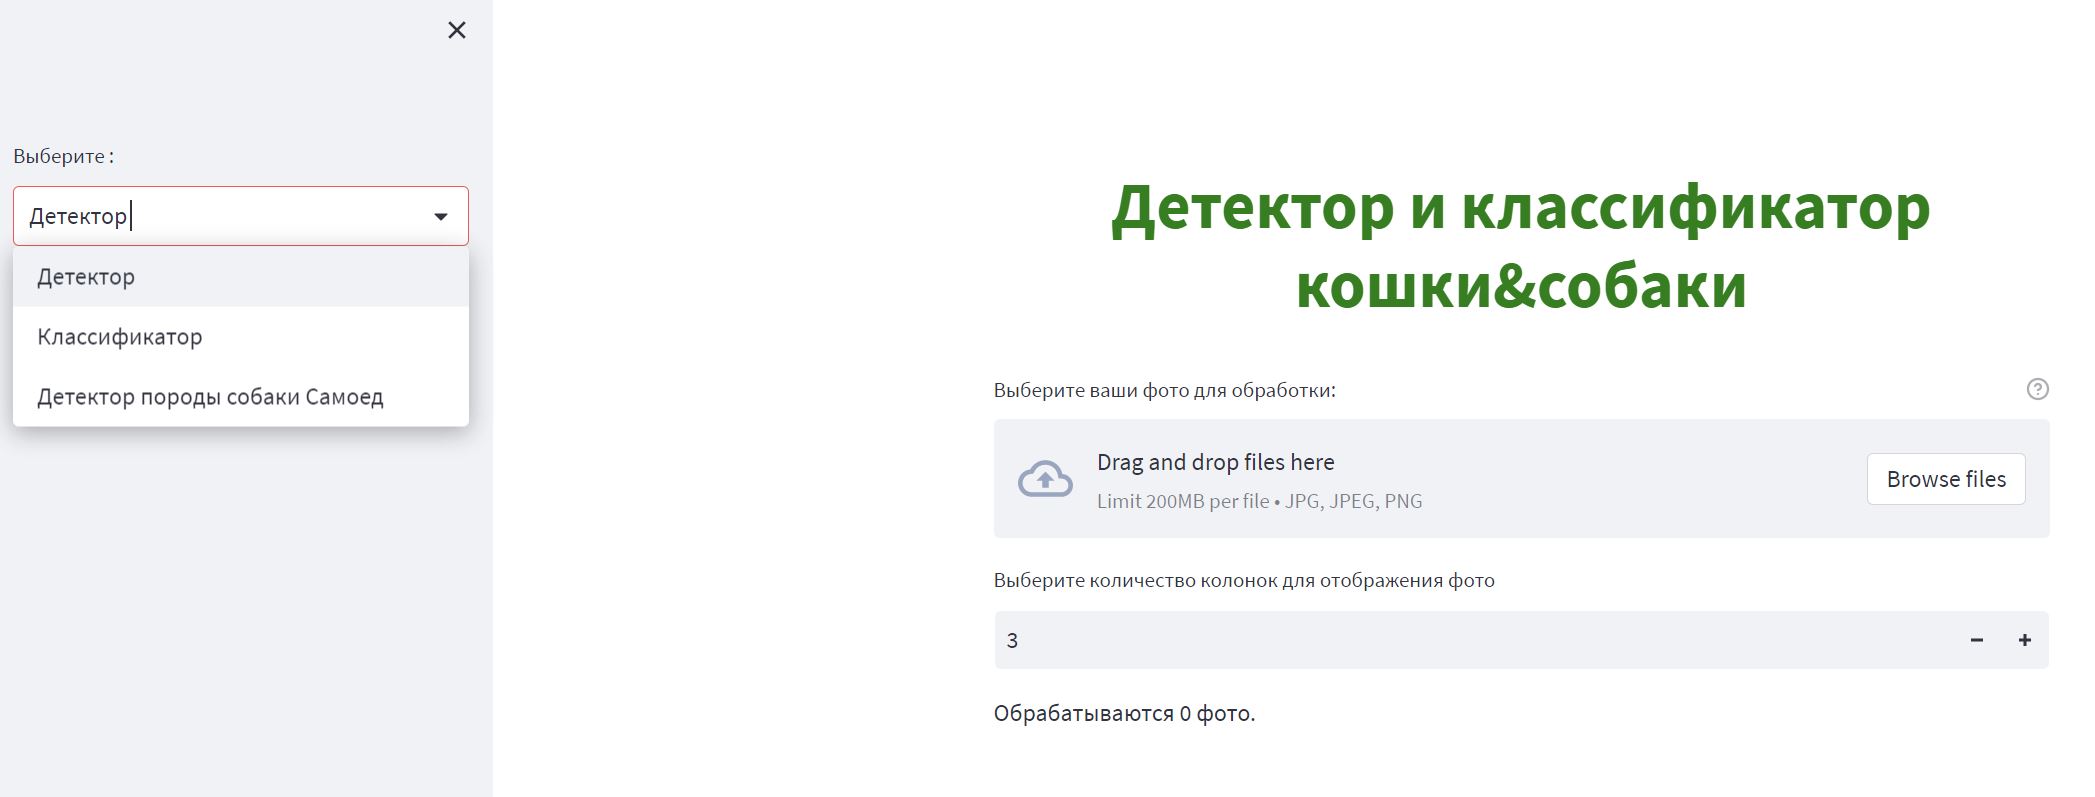 Выберите :
Детектор
Детектор
Классификатор
Детектор породы собаки Самоед
Детектор и классификатор
кошки&собаки
Выберите ваши фото для обработки:
Drag and drop files here
Limit 200MB per file • JPG, JPEG, PNG
Browse files
Выберите количество колонок для отображения фото
3
Обрабатываются 0 фото.